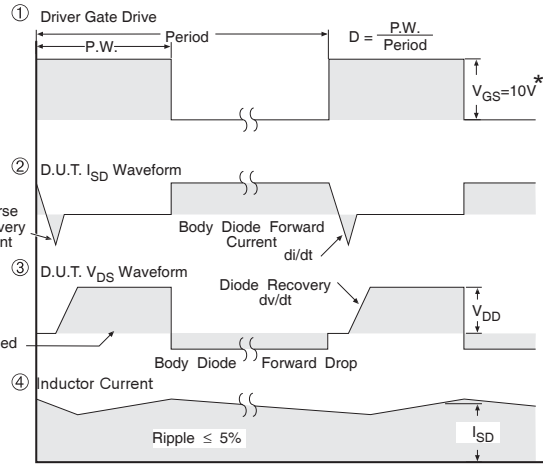 ① Driver Gate Drive
Period
P.W.
D = P.W. / Period
VGS=10V*
② D.U.T. ISD Waveform
Body Diode Forward
Current
di/dt
③ D.U.T. VDS Waveform
Diode Recovery
dv/dt
VDD
Body Diode Forward Drop
④ Inductor Current
Ripple ≤ 5%
ISD